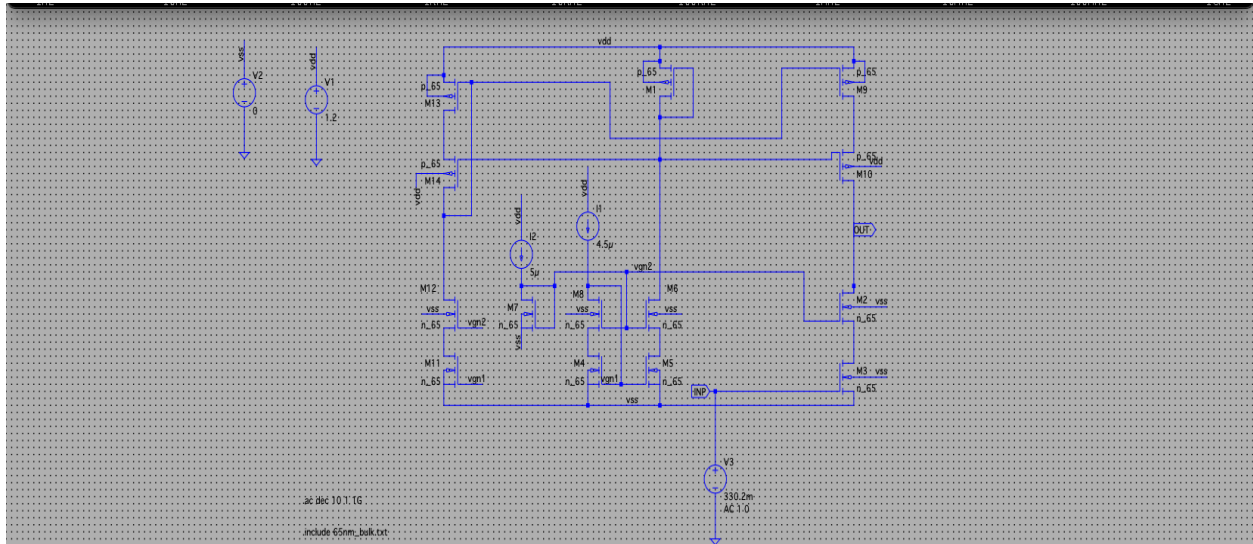 vdd
vss
V2
0
vdd
V1
1.2
p_65
M13
p_65
M1
p_65
M9
p_65
M14
vdd
p_65
vdd
M10
vdd
I2
5µ
vdd
I1
4.5µ
OUT
vgn2
M12
vss
n_65
vgn2
M7
n_65
vss
M8
vss
n_65
M6
vss
n_65
M2
vss
n_65
M11
n_65
vgn1
M4
n_65
vgn1
M5
n_65
M3
vss
n_65
INP
vss
V3
330.2m
AC 1 0
.ac dec 10 1 1G
.include 65nm_bulk.txt